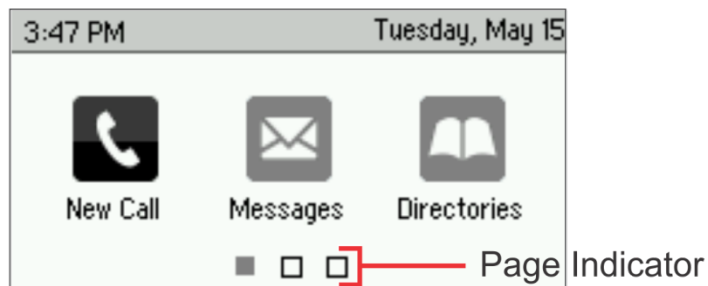 3:47 PM Tuesday, May 15
New Call Messages Directories
Page Indicator